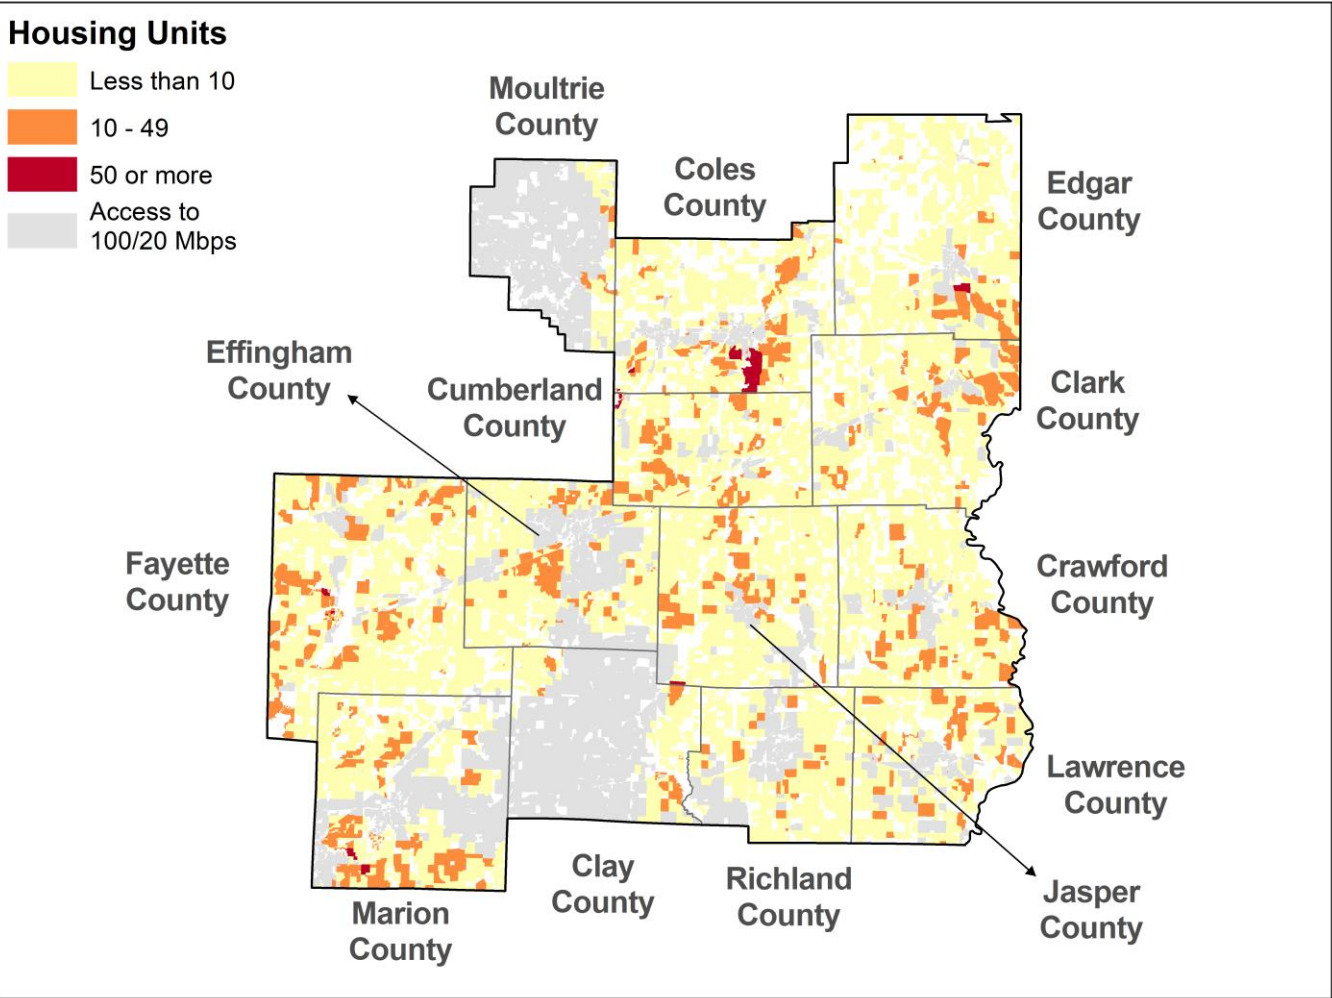 Housing Units
Less than 10
10 - 49
50 or more
Access to
100/20 Mbps
Moultrie
County
Coles
County
Edgar
County
Effingham
County
Cumberland
County
Clark
County
Fayette
County
Crawford
County
Lawrence
County
Clay
County
Richland
County
Jasper
County
Marion
County